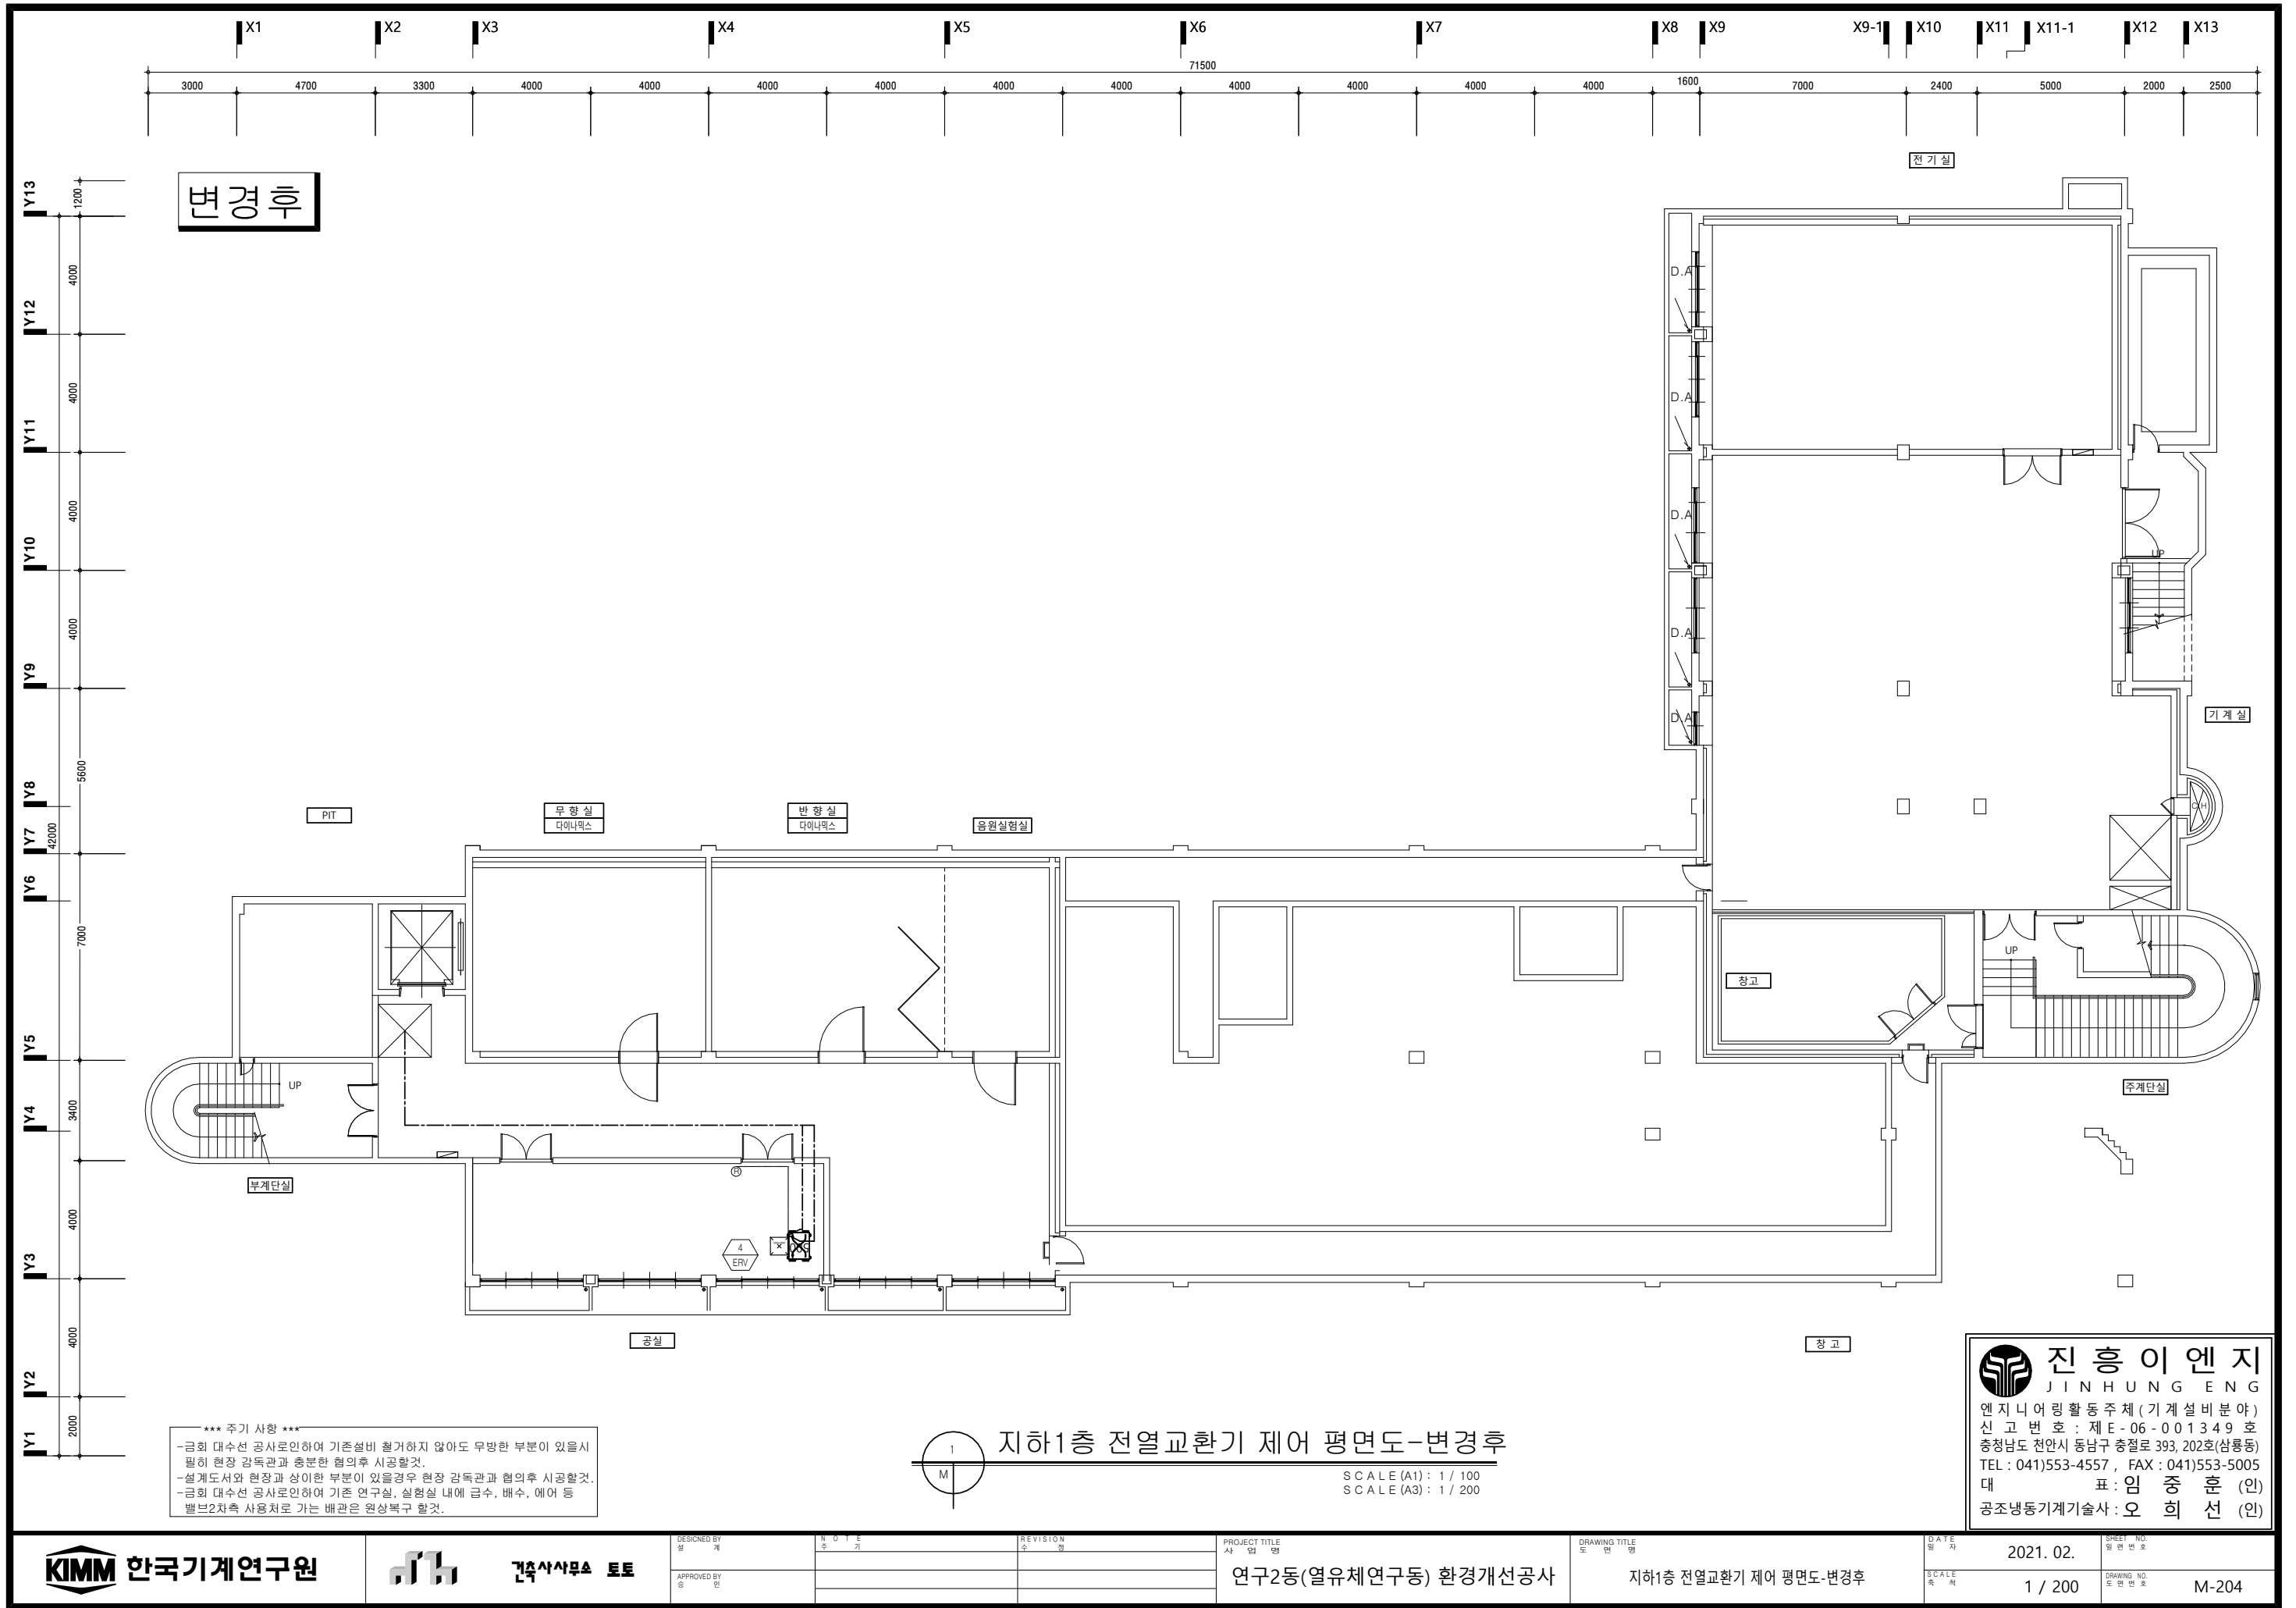 X1 X2 X3 X4 X5 X6 X7 X8 X9 X9-1 X10 X11 X11-1 X12 X13
71500
3000 4700 3300 4000 4000 4000 4000 4000 4000 4000 4000 4000 4000 1600 7000 2400 5000 2000 2500
변경후
전 기 실
Y13
1200
4000
Y12
4000
Y11
4000
Y10
4000
Y9
5600
Y8
Y7
42000
Y6
7000
Y5
3400
Y4
4000
Y3
4000
Y2
2000
Y1
D.A
D.A
D.A
D.A
D.A
UP
기 계 실
PIT
무 향 실
다이나믹스
반 향 실
다이나믹스
음원실험실
창고
UP
UP
주계단실
부계단실
R
4
ERV
공실
창 고
*** 주기 사항 ***
-금회 대수선 공사로인하여 기존설비 철거하지 않아도 무방한 부분이 있을시
필히 현장 감독관과 충분한 협의후 시공할것.
-설계도서와 현장과 상이한 부분이 있을경우 현장 감독관과 협의후 시공할것.
-금회 대수선 공사로인하여 기존 연구실, 실험실 내에 급수, 배수, 에어 등
밸브2차측 사용처로 가는 배관은 원상복구 할것.
1
M
지하1층 전열교환기 제어 평면도-변경후
SCALE(A1): 1 / 100
SCALE(A3): 1 / 200
진 흥 이 엔 지
JINHUNG ENG
엔지니어링활동주체(기계설비분야)
신 고 번 호 : 제E-06-001349 호
충청남도 천안시 동남구 충절로 393, 202호(삼룡동)
TEL : 041)553-4557 , FAX : 041)553-5005
대 표 : 임 중 훈 (인)
공조냉동기계기술사 : 오 희 선 (인)
KIMM 한국기계연구원
건축사사무소 토토
DESIGNED BY
설 계
APPROVED BY
승 인
NOTE
주 기
REVISION
수 정
PROJECT TITLE
사 업 명
연구2동(열유체연구동) 환경개선공사
DRAWING TITLE
도 면 명
지하1층 전열교환기 제어 평면도-변경후
DATE
일 자
2021. 02.
SCALE
축 척
1 / 200
SHEET NO.
일련번호
DRAWING NO.
도면번호
M-204